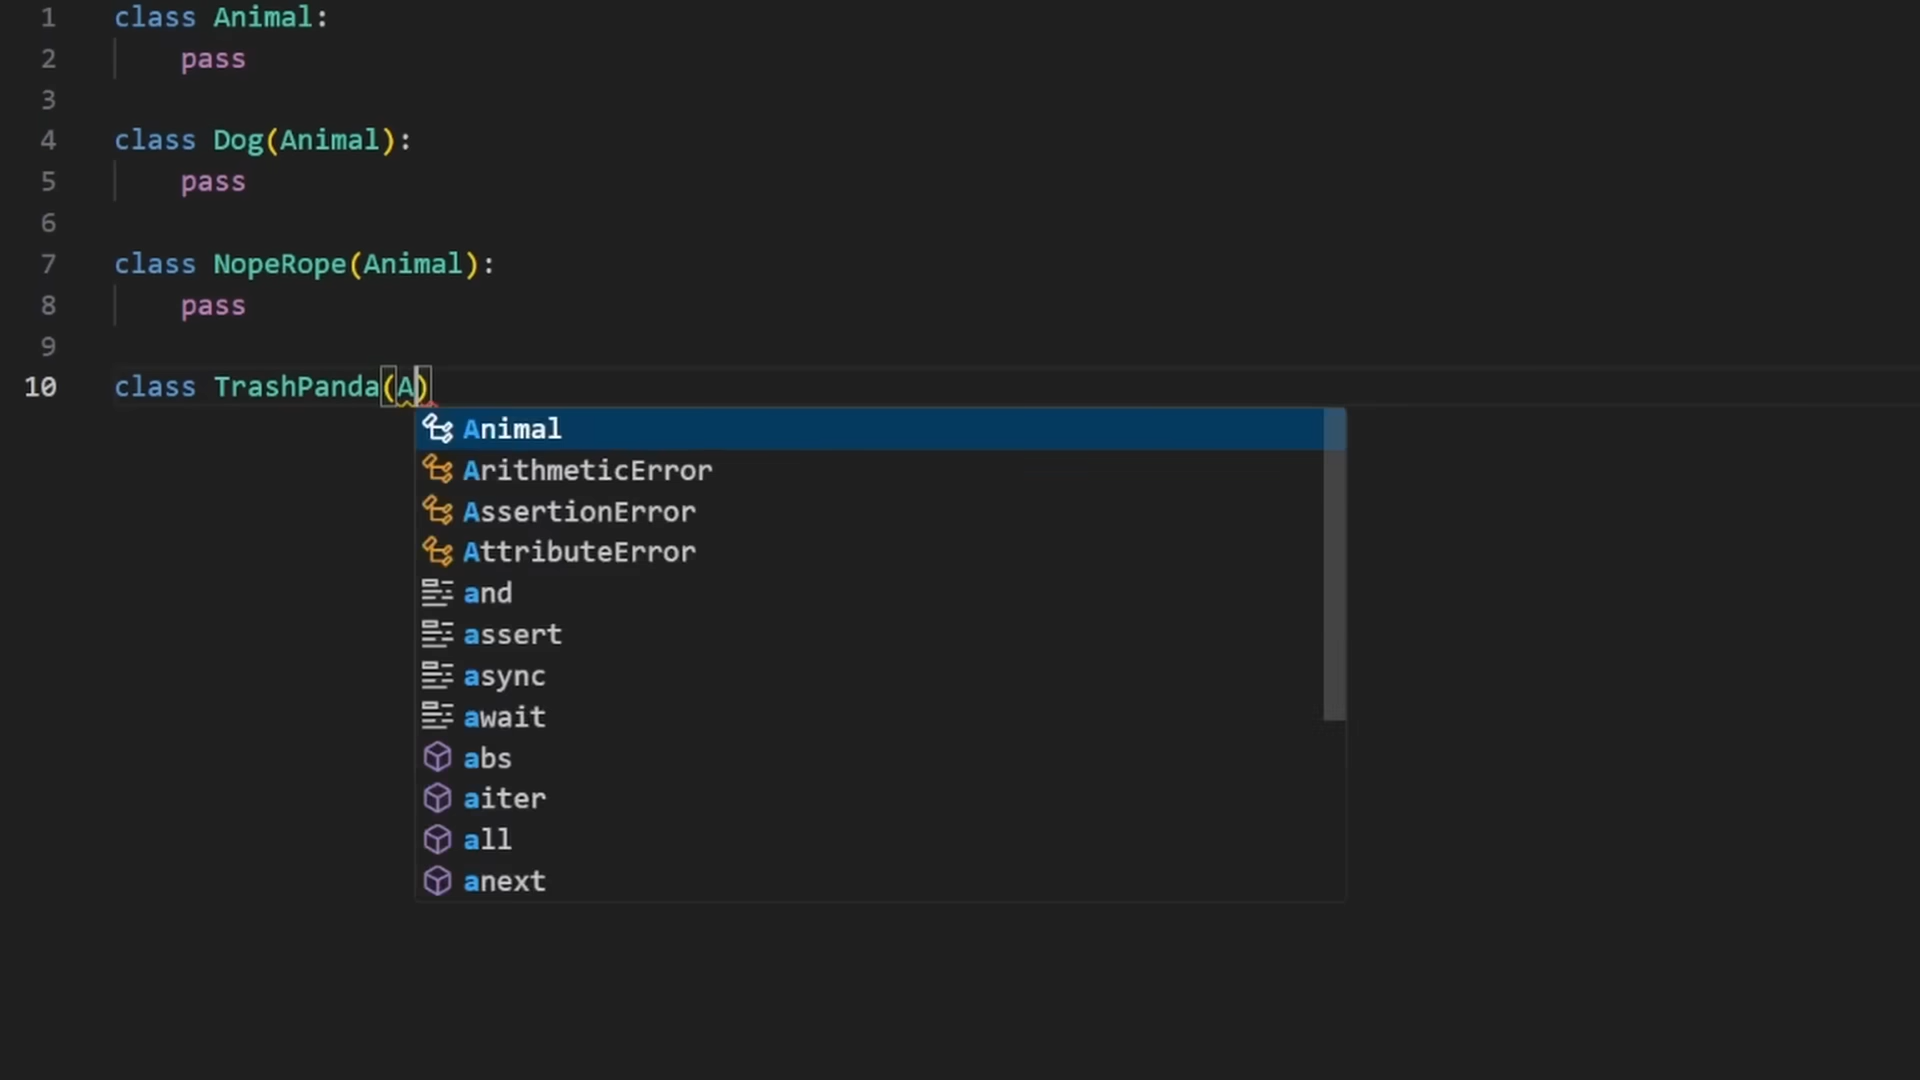 1 class Animal:
2 pass
3
4 class Dog(Animal):
5 pass
6
7 class NopeRope(Animal):
8 pass
9
10 class TrashPanda(A)
Animal
ArithmeticError
AssertionError
AttributeError
and
assert
async
await
abs
aiter
all
anext